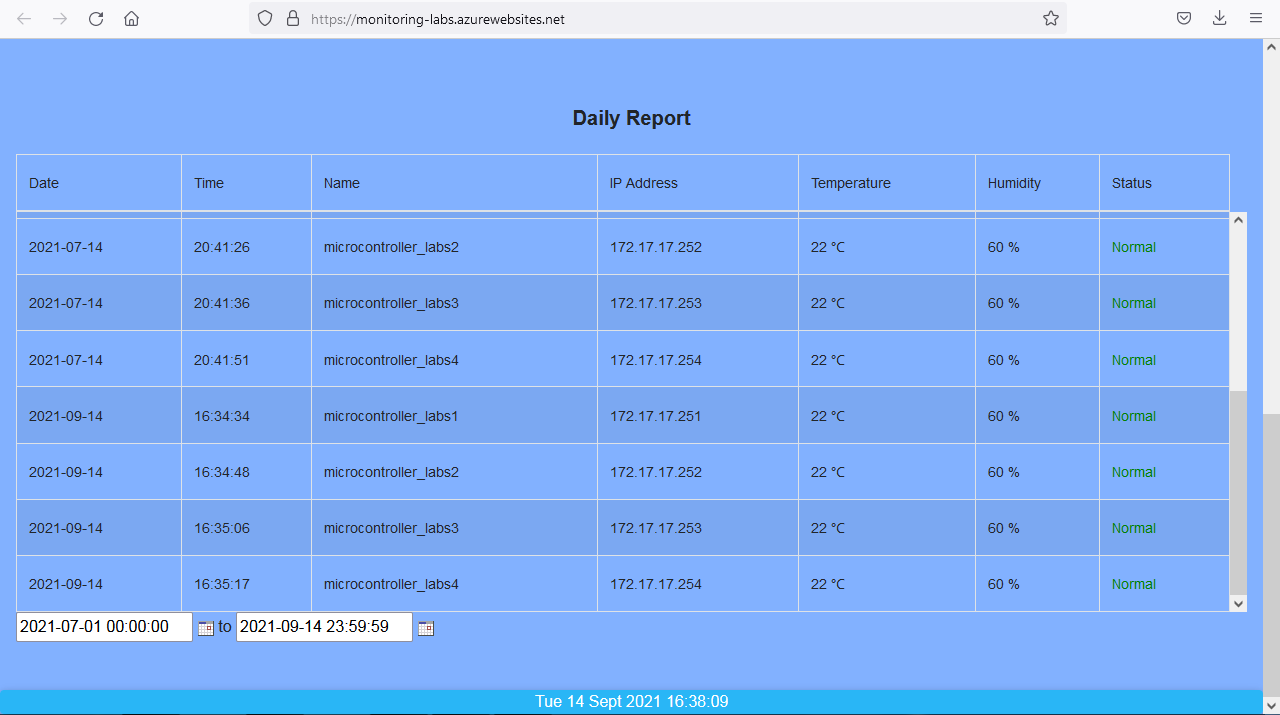 https://monitoring-labs.azurewebsites.net
Daily Report
Date Time Name IP Address Temperature Humidity Status
2021-07-14 20:41:26 microcontroller_labs2 172.17.17.252 22 °C 60 % Normal
2021-07-14 20:41:36 microcontroller_labs3 172.17.17.253 22 °C 60 % Normal
2021-07-14 20:41:51 microcontroller_labs4 172.17.17.254 22 °C 60 % Normal
2021-09-14 16:34:34 microcontroller_labs1 172.17.17.251 22 °C 60 % Normal
2021-09-14 16:34:48 microcontroller_labs2 172.17.17.252 22 °C 60 % Normal
2021-09-14 16:35:06 microcontroller_labs3 172.17.17.253 22 °C 60 % Normal
2021-09-14 16:35:17 microcontroller_labs4 172.17.17.254 22 °C 60 % Normal
2021-07-01 00:00:00 to 2021-09-14 23:59:59
Tue 14 Sept 2021 16:38:09